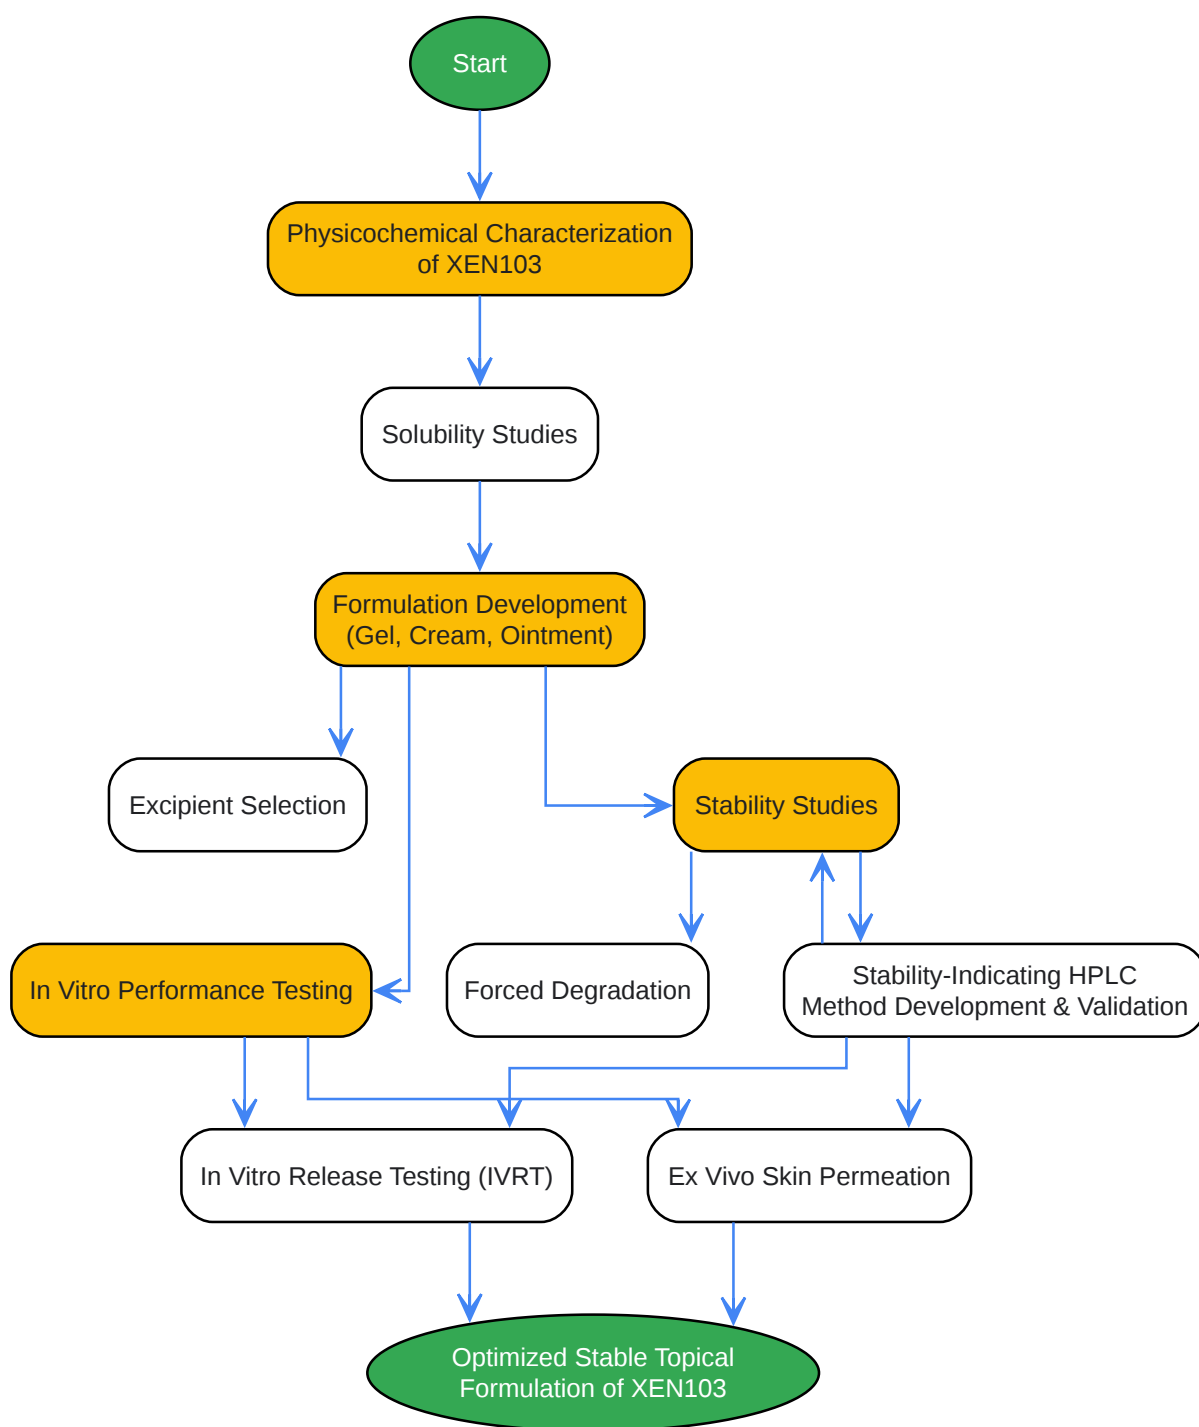 Start
Physicochemical Characterization
of XEN103
Solubility Studies
Formulation Development
(Gel, Cream, Ointment)
Excipient Selection
Stability Studies
In Vitro Performance Testing
Forced Degradation
Stability-Indicating HPLC
Method Development & Validation
In Vitro Release Testing (IVRT)
Ex Vivo Skin Permeation
Optimized Stable Topical
Formulation of XEN103